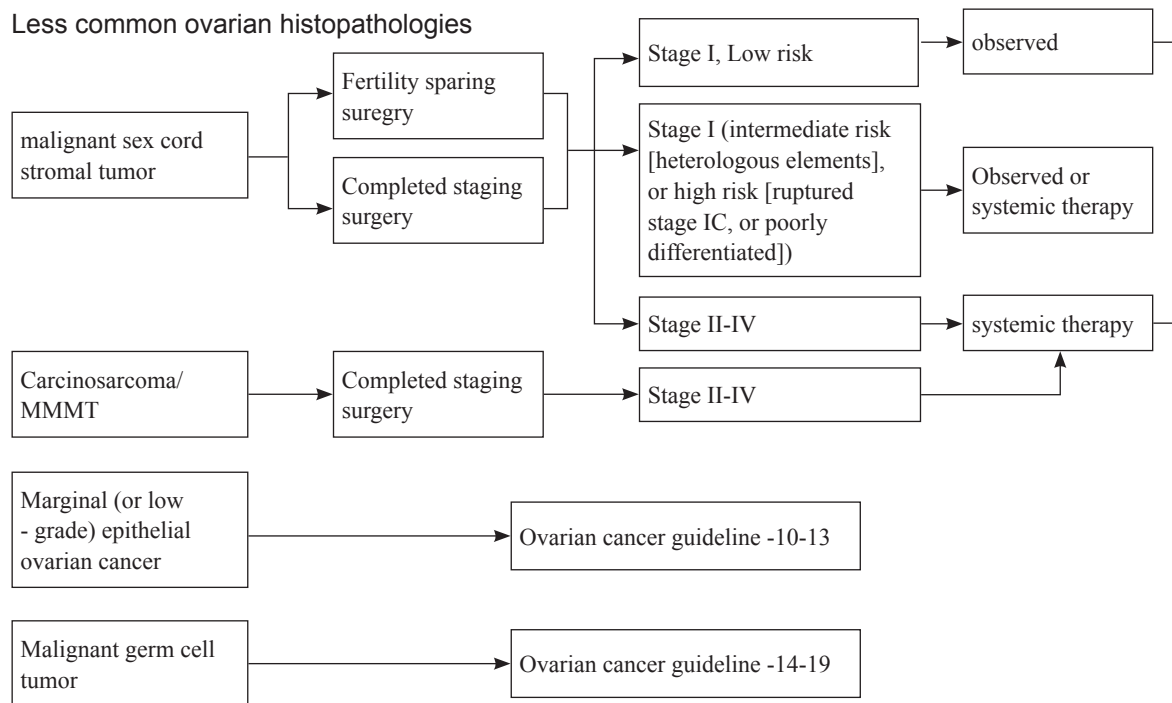 Less common ovarian histopathologies
malignant sex cord
stromal tumor
Fertility sparing
suregry
Completed staging
surgery
Stage I, Low risk
observed
Stage I (intermediate risk
[heterologous elements],
or high risk [ruptured
stage IC, or poorly
differentiated])
Observed or
systemic therapy
Stage II-IV
systemic therapy
Carcinosarcoma/
MMMT
Completed staging
surgery
Stage II-IV
Marginal (or low
- grade) epithelial
ovarian cancer
Ovarian cancer guideline -10-13
Malignant germ cell
tumor
Ovarian cancer guideline -14-19